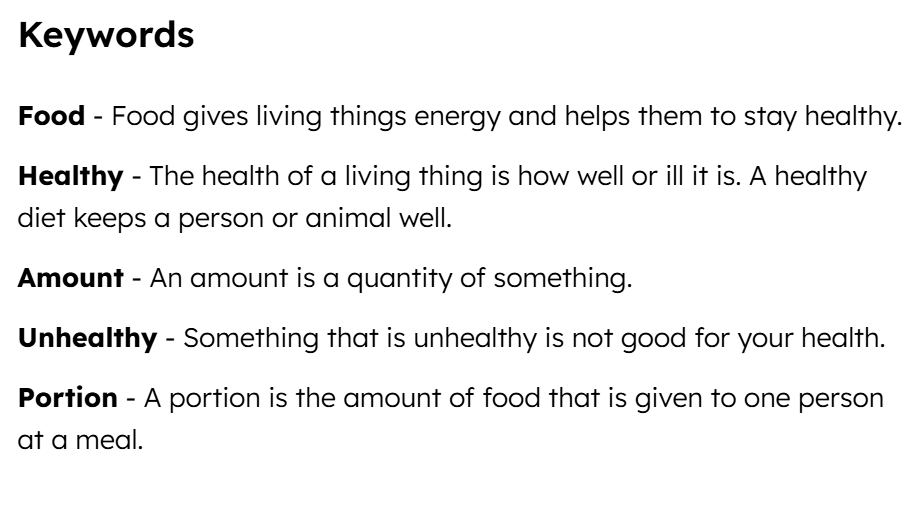 Keywords
Food - Food gives living things energy and helps them to stay healthy.
Healthy - The health of a living thing is how well or ill it is. A healthy
diet keeps a person or animal well.
Amount - An amount is a quantity of something.
Unhealthy - Something that is unhealthy is not good for your health.
Portion - A portion is the amount of food that is given to one person
at a meal.